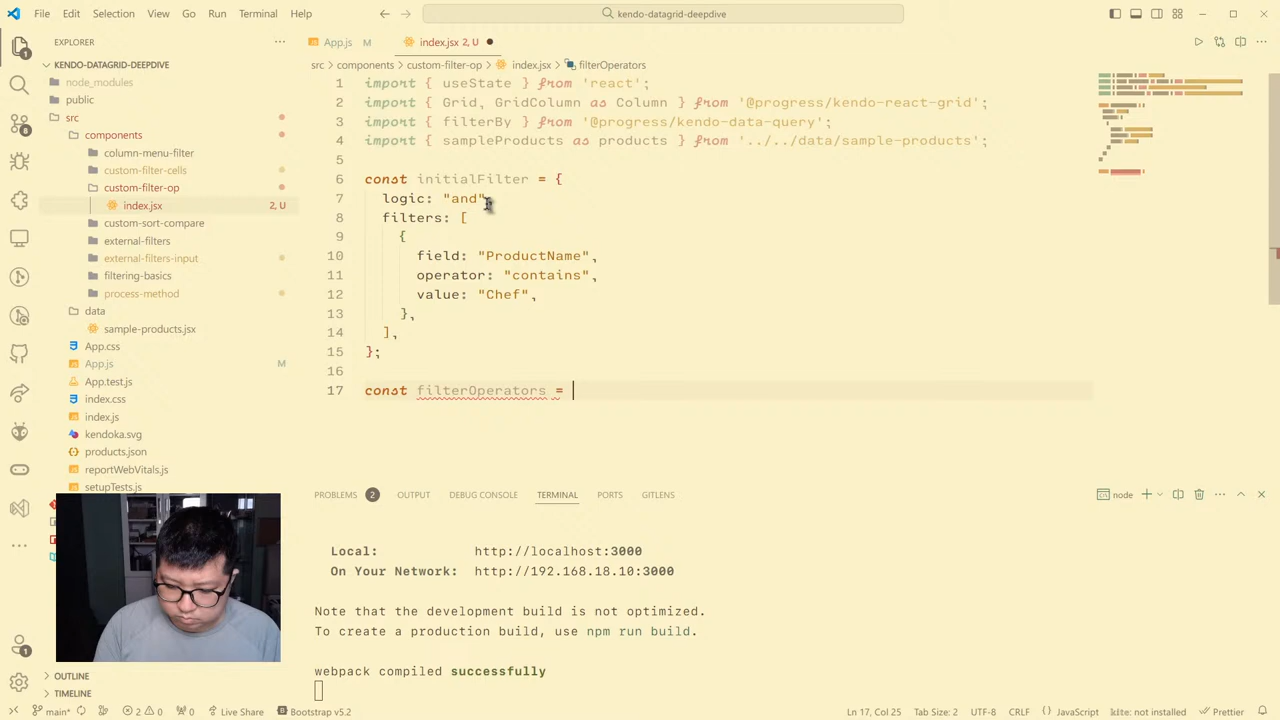 File Edit Selection View Go Run Terminal Help
kendo-datagrid-deepdive
EXPLORER
App.js M
index.jsx 2, U
KENDO-DATAGRID-DEEPDIVE
src > components > custom-filter-op > index.jsx > filterOperators
node_modules
public
src
components
column-menu-filter
custom-filter-cells
custom-filter-op
index.jsx 2, U
custom-sort-compare
external-filters
external-filters-input
filtering-basics
process-method
data
sample-products.jsx
App.css
App.js M
App.test.js
index.css
index.js
kendoka.svg
products.json
reportWebVitals.js
setupTests.js
OUTLINE
TIMELINE
1 import { useState } from 'react';
2 import { Grid, GridColumn as Column } from '@progress/kendo-react-grid';
3 import { filterBy } from '@progress/kendo-data-query';
4 import { sampleProducts as products } from '../../data/sample-products';
5
6 const initialFilter = {
7 logic: "and",
8 filters: [
9 {
10 field: "ProductName",
11 operator: "contains",
12 value: "Chef",
13 },
14 ],
15 };
16
17 const filterOperators =
PROBLEMS 2 OUTPUT DEBUG CONSOLE TERMINAL PORTS GITLENS
node
Local: http://localhost:3000
On Your Network: http://192.168.18.10:3000
Note that the development build is not optimized.
To create a production build, use npm run build.
webpack compiled successfully
main* 2 0 0 Live Share Bootstrap v5.2 Ln 17, Col 25 Tab Size: 2 UTF-8 CRLF JavaScript kite: not installed Prettier